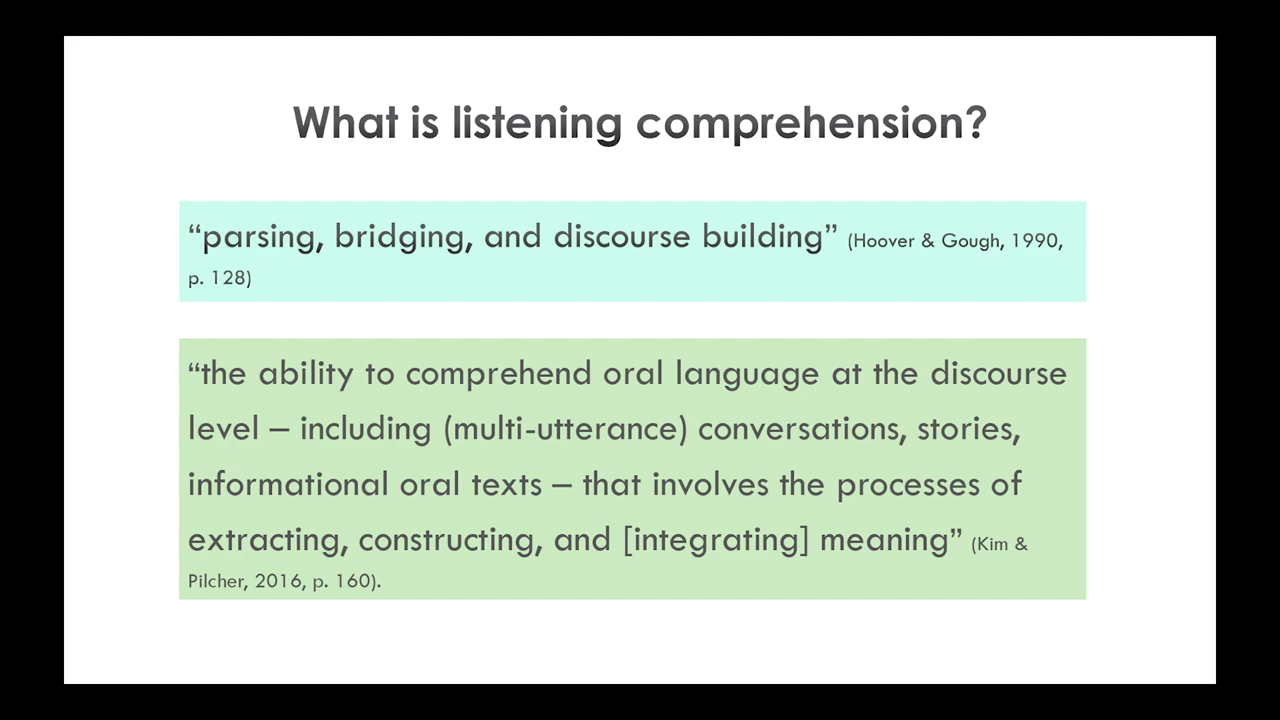 What is listening comprehension?
“parsing, bridging, and discourse building” (Hoover & Gough, 1990,
p. 128)
“the ability to comprehend oral language at the discourse
level – including (multi-utterance) conversations, stories,
informational oral texts – that involves the processes of
extracting, constructing, and [integrating] meaning” (Kim &
Pilcher, 2016, p. 160).